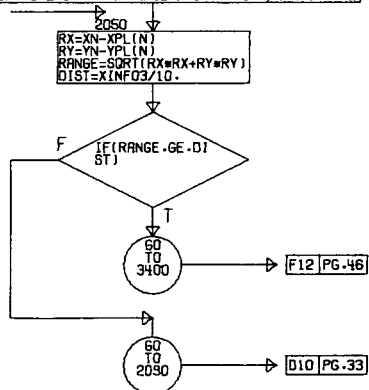 2050
RX=XN-XPL(N)
RY=YN-YPL(N)
RANGE=SQRT(RX*RX+RY*RY)
DIST=XINFO3/10.
F
IF(RANGE.GE.DI
ST)
T
GO
TO
3400
F12 PG.46
GO
TO
2090
D10 PG.33